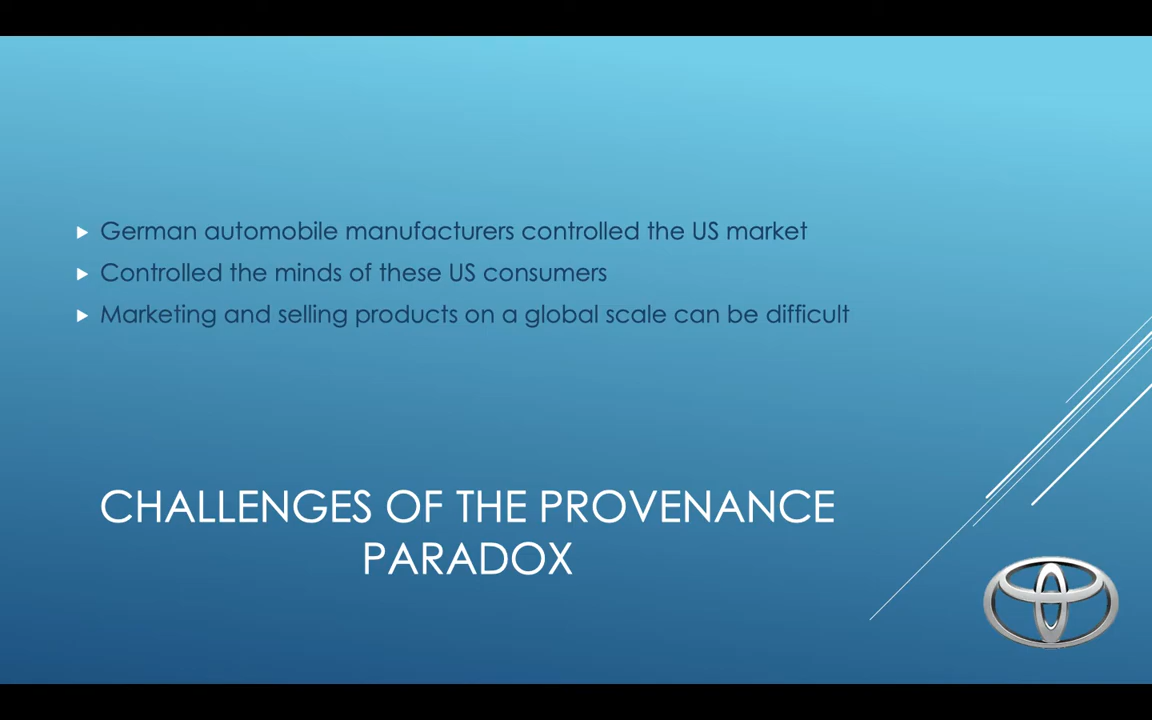 German automobile manufacturers controlled the US market
Controlled the minds of these US consumers
Marketing and selling products on a global scale can be difficult
CHALLENGES OF THE PROVENANCE
PARADOX